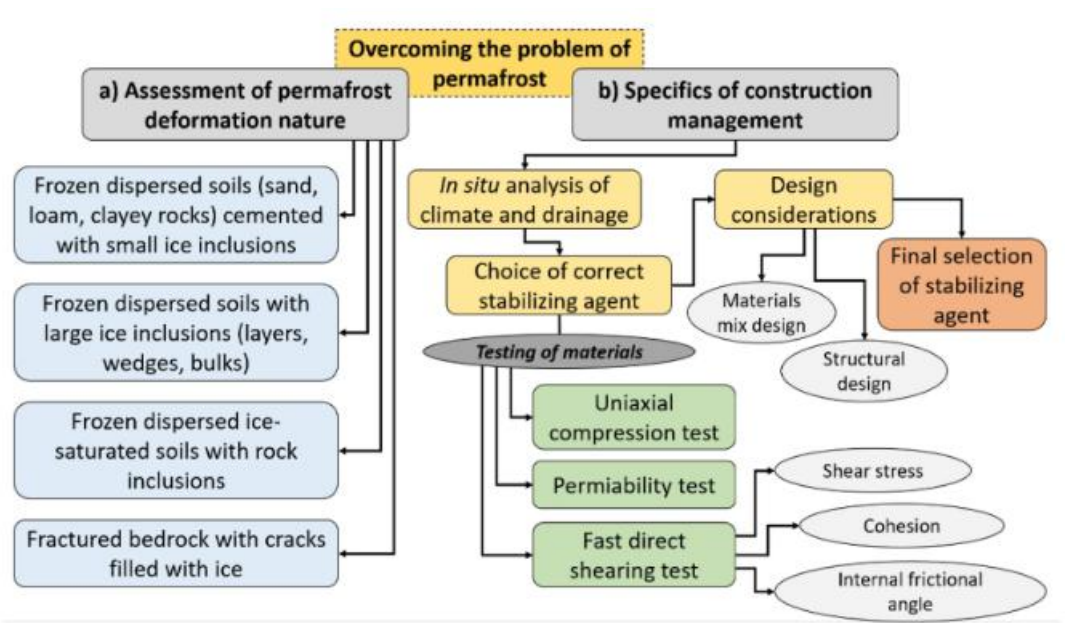 Overcoming the problem of
permafrost
a) Assessment of permafrost
deformation nature
b) Specifics of construction
management
Frozen dispersed soils (sand,
loam, clayey rocks) cemented
with small ice inclusions
Frozen dispersed soils with
large ice inclusions (layers,
wedges, bulks)
Frozen dispersed ice-
saturated soils with rock
inclusions
Fractured bedrock with cracks
filled with ice
In situ analysis of
climate and drainage
Choice of correct
stabilizing agent
Design
considerations
Final selection
of stabilizing
agent
Materials
mix design
Structural
design
Testing of materials
Uniaxial
compression test
Permiability test
Fast direct
shearing test
Shear stress
Cohesion
Internal frictional
angle